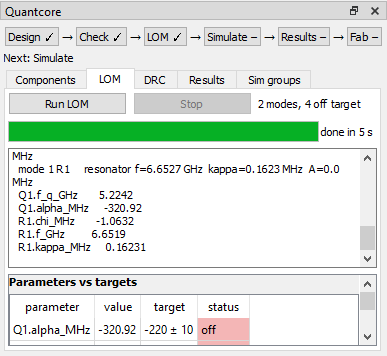 Quantcore
Design ✓ → Check ✓ → LOM ✓ → Simulate – → Results – → Fab –
Next: Simulate
Components LOM DRC Results Sim groups
Run LOM Stop 2 modes, 4 off target
done in 5 s
MHz
mode 1 R1 resonator f=6.6527 GHz kappa=0.1623 MHz A=0.0
MHz
Q1.f_q_GHz 5.2242
Q1.alpha_MHz -320.92
R1.chi_MHz -1.0632
R1.f_GHz 6.6519
R1.kappa_MHz 0.16231
Parameters vs targets
parameter value target status
Q1.alpha_MHz -320.92 -220 ± 10 off